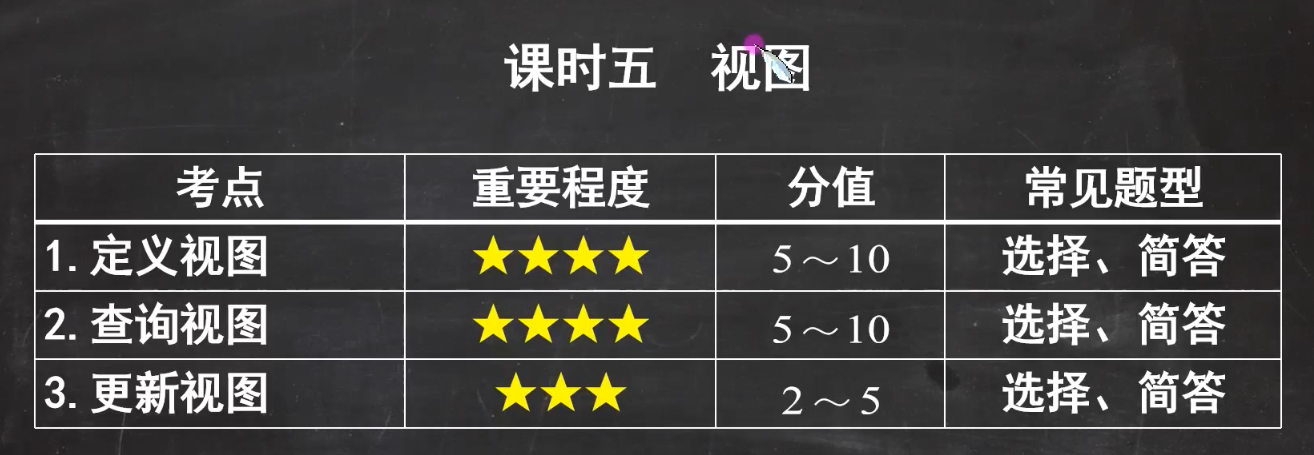 课时五 视图
考点 重要程度 分值 常见题型
1.定义视图 ★★★★ 5～10 选择、简答
2.查询视图 ★★★★ 5～10 选择、简答
3.更新视图 ★★★ 2～5 选择、简答